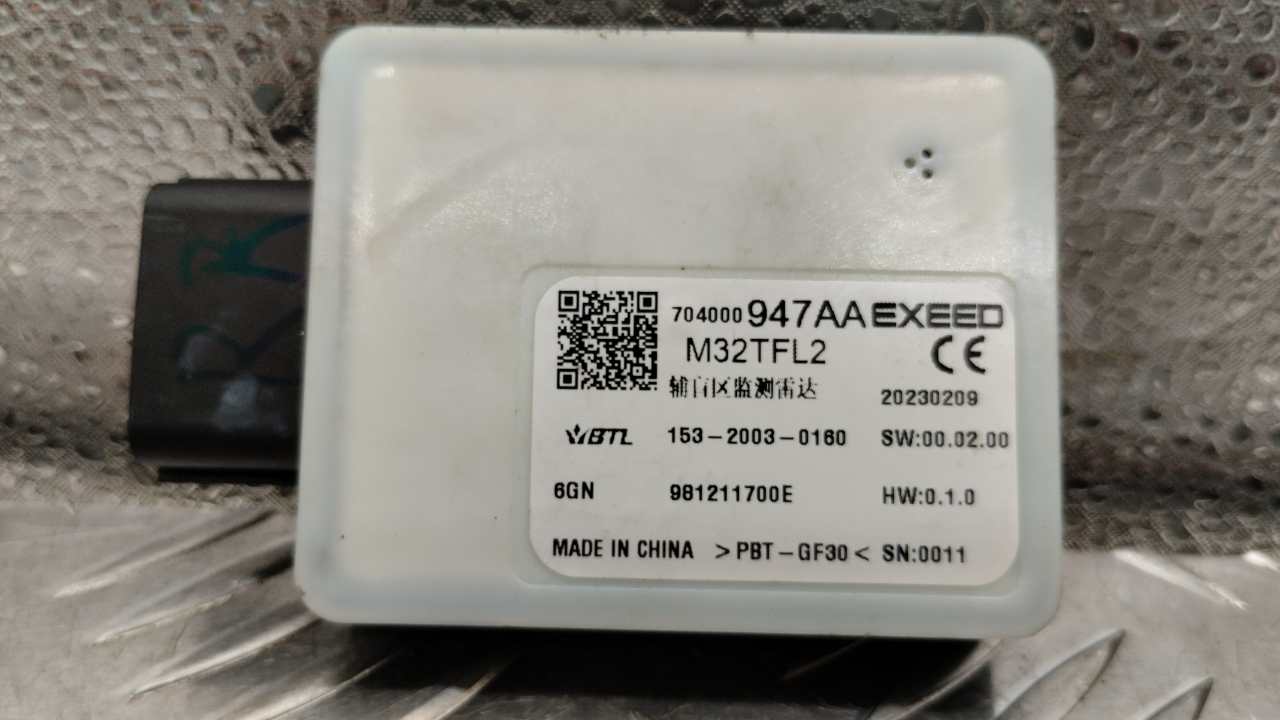 704000947AA EXEED
M32TFL2 CE
辅盲区监测雷达 20230209
BTL 153-2003-0160 SW:00.02.00
6GN 981211700E HW:0.1.0
MADE IN CHINA >PBT-GF30< SN:0011